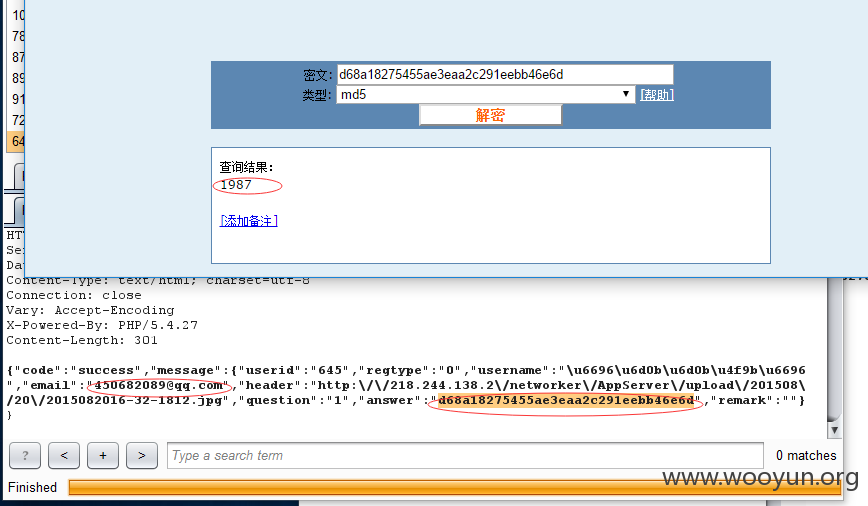 10
78
87
89
91
72
64
密文: d68a18275455ae3eaa2c291eebb46e6d
类型: md5 [帮助]
解密
查询结果:
1987
[添加备注]
HT
Se
Da
Content-Type: text/html; charset=utf-8
Connection: close
Vary: Accept-Encoding
X-Powered-By: PHP/5.4.27
Content-Length: 301
{"code":"success","message":{"userid":"645","regtype":"0","username":"\u6696\u6d0b\u6d0b\u4f9b\u6696
","email":"450682089@qq.com","header":"http:\/\/218.244.138.2\/networker\/AppServer\/upload\/201508\
/20\/2015082016-32-1812.jpg","question":"1","answer":"d68a18275455ae3eaa2c291eebb46e6d","remark":""}
}
? < + > Type a search term 0 matches
www.wooyun.org
Finished